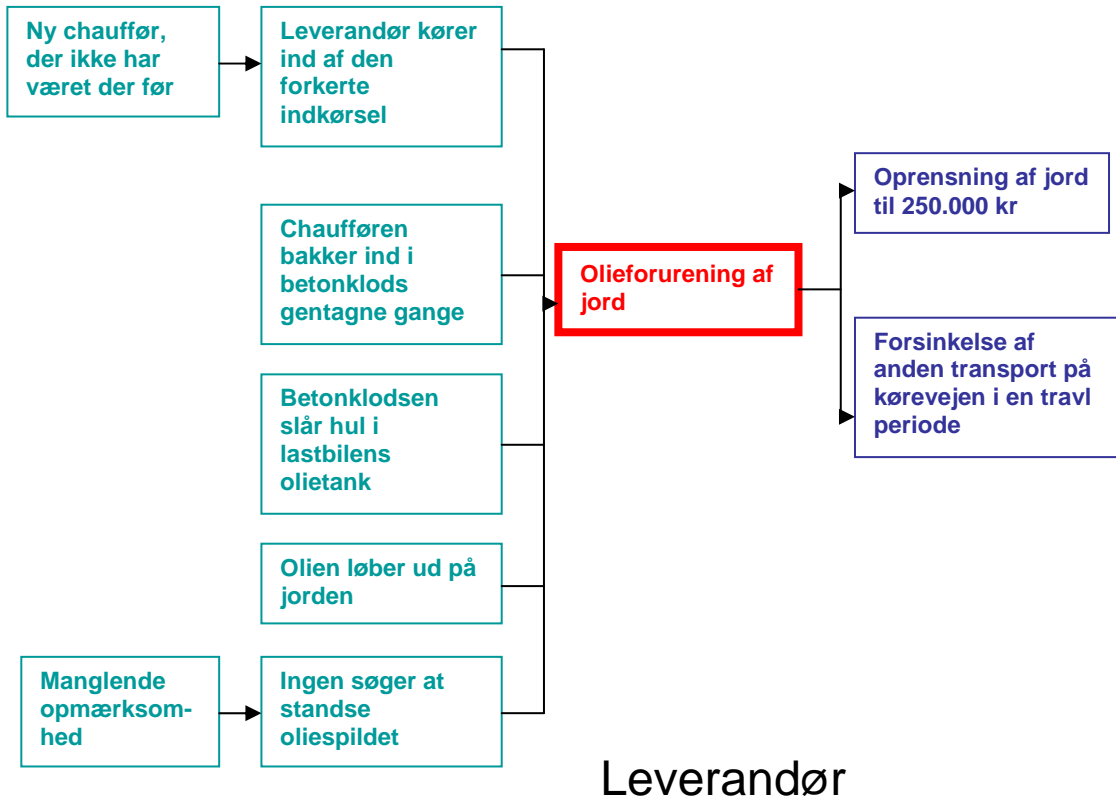 Ny chauffør,
der ikke har
været der før
Leverandør kører
ind af den
forkerte
indkørsel
Chaufføren
bakker ind i
betonklods
gentagne gange
Betonklodsen
slår hul i
lastbilens
olietank
Olien løber ud på
jorden
Manglende
opmærksom-
hed
Ingen søger at
standse
oliespildet
Olieforurening af
jord
Oprensning af jord
til 250.000 kr
Forsinkelse af
anden transport på
kørevejen i en travl
periode
Leverandør